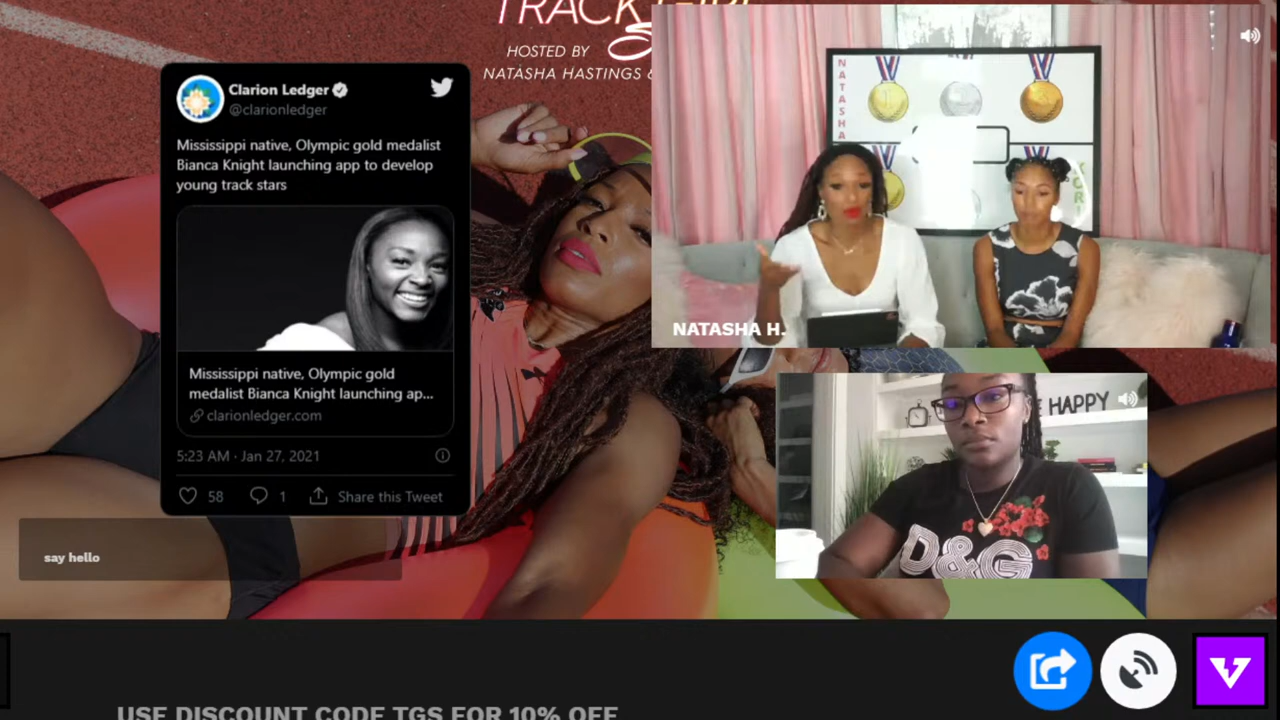 TRACK GIRL
HOSTED BY
NATASHA HASTINGS &
Clarion Ledger
@clarionledger
Mississippi native, Olympic gold medalist
Bianca Knight launching app to develop
young track stars
Mississippi native, Olympic gold
medalist Bianca Knight launching ap...
clarionledger.com
5:23 AM · Jan 27, 2021
58
1
Share this Tweet
say hello
NATASHA
NATASHA H.
HAPPY
D&G
USE DISCOUNT CODE TGS FOR 10% OFF